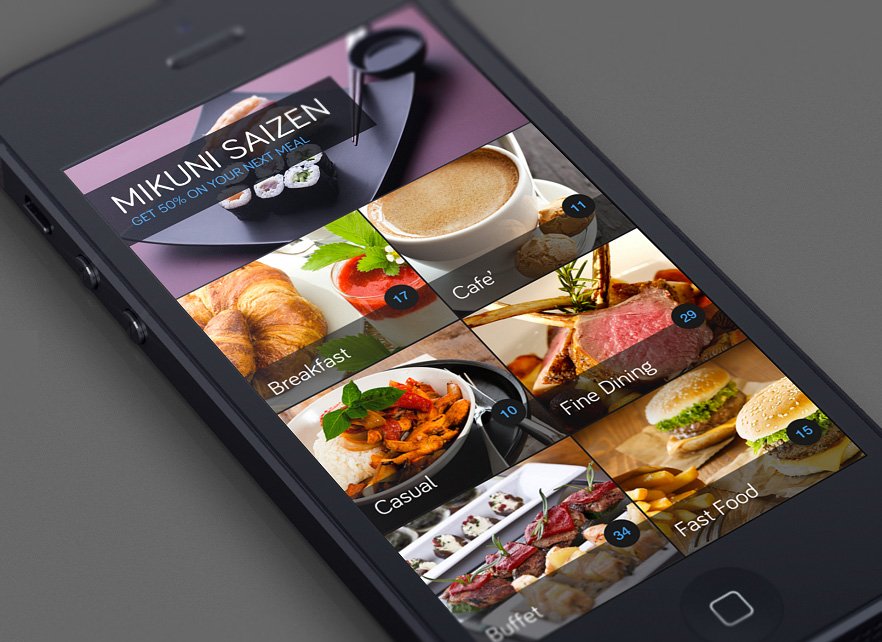 MIKUNI SAIZEN
GET 50% ON YOUR NEXT MEAL
11
Cafe'
17
Breakfast
29
Fine Dining
10
Casual
15
Fast Food
34
Buffet